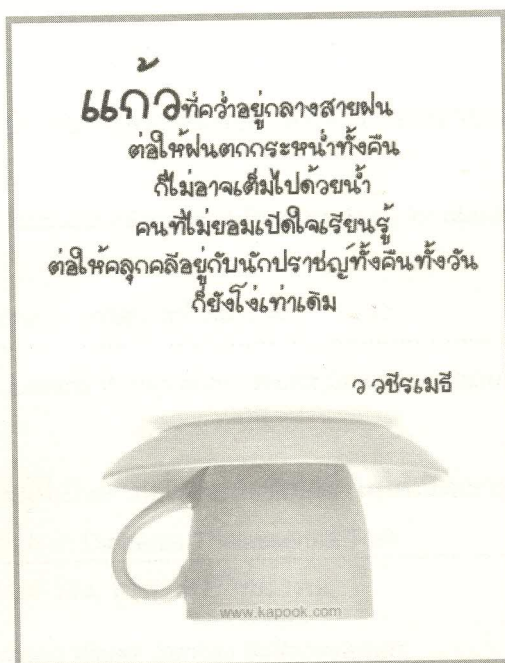 แก้วที่คว่ำอยู่กลางสายฝน
ต่อให้ฝนตกกระหน่ำทั้งคืน
ก็ไม่อาจเต็มไปด้วยน้ำ
คนที่ไม่ยอมเปิดใจเรียนรู้
ต่อให้คลุกคลีอยู่กับนักปราชญ์ทั้งคืนทั้งวัน
ก็ยังโง่เท่าเดิม
ว วชิรเมธี
www.kapook.com